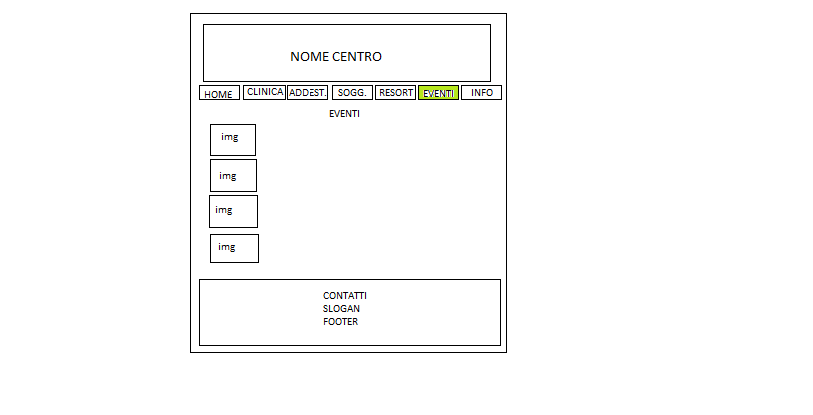 NOME CENTRO
HOME CLINICA ADDEST. SOGG. RESORT EVENTI INFO
EVENTI
img
img
img
img
CONTATTI
SLOGAN
FOOTER